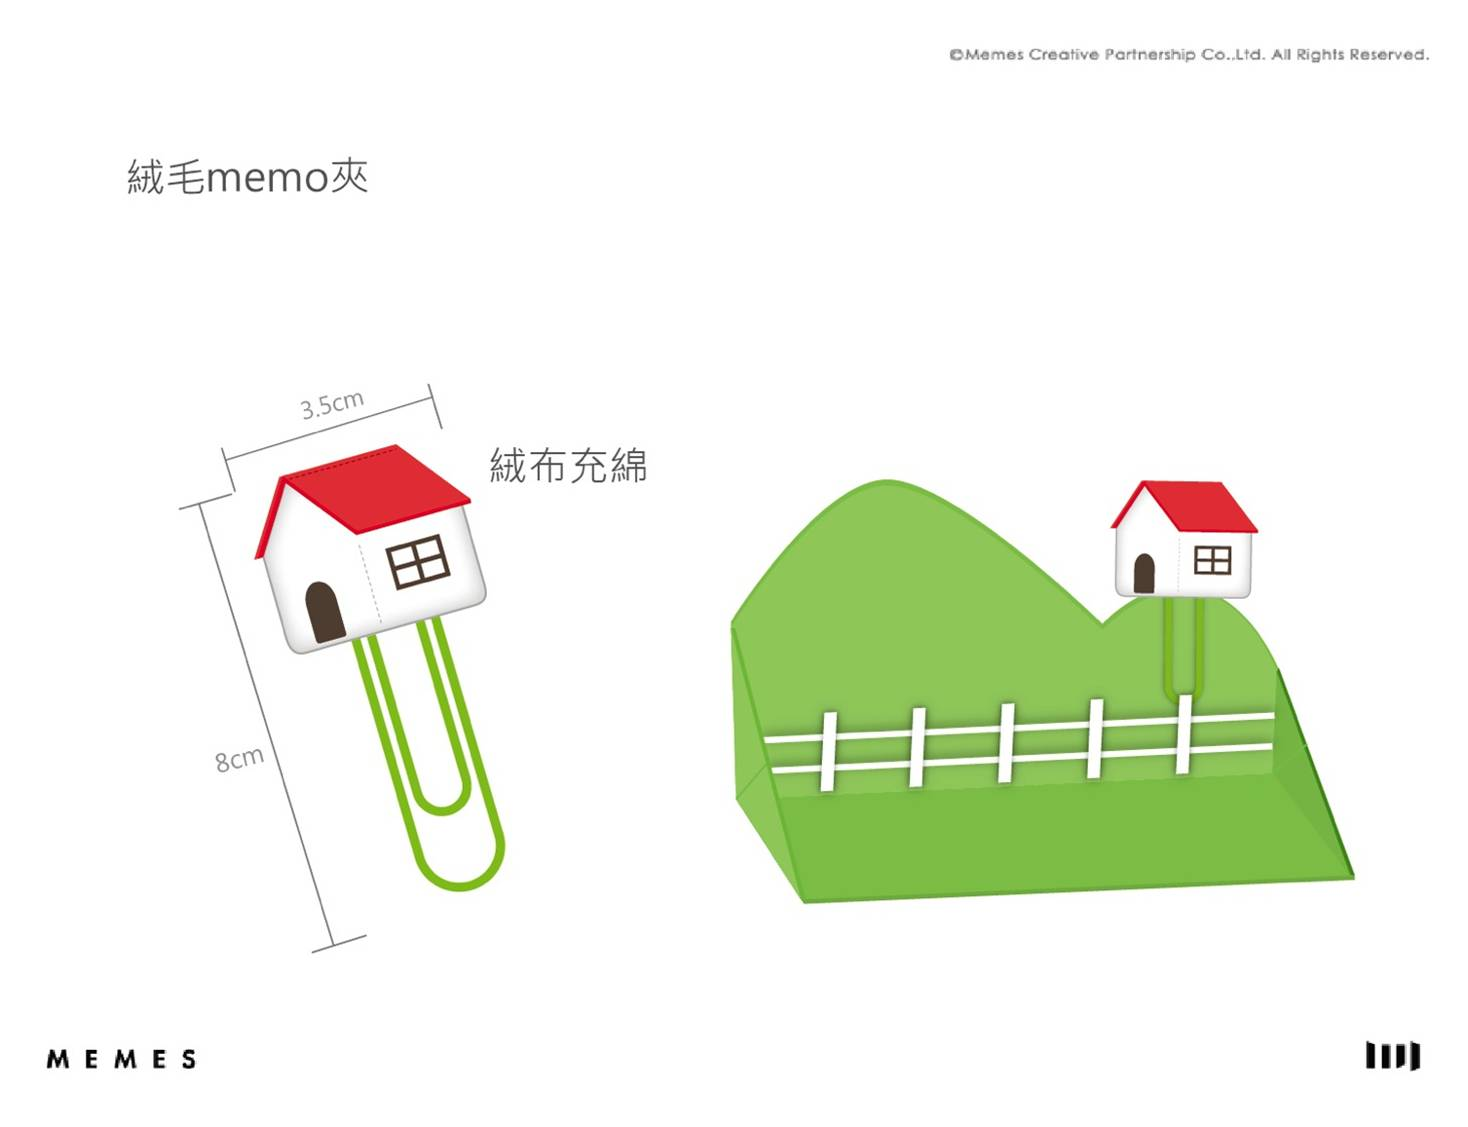 ©Memes Creative Partnership Co.,Ltd. All Rights Reserved.
絨毛memo夾
3.5cm
絨布充綿
8cm
MEMES